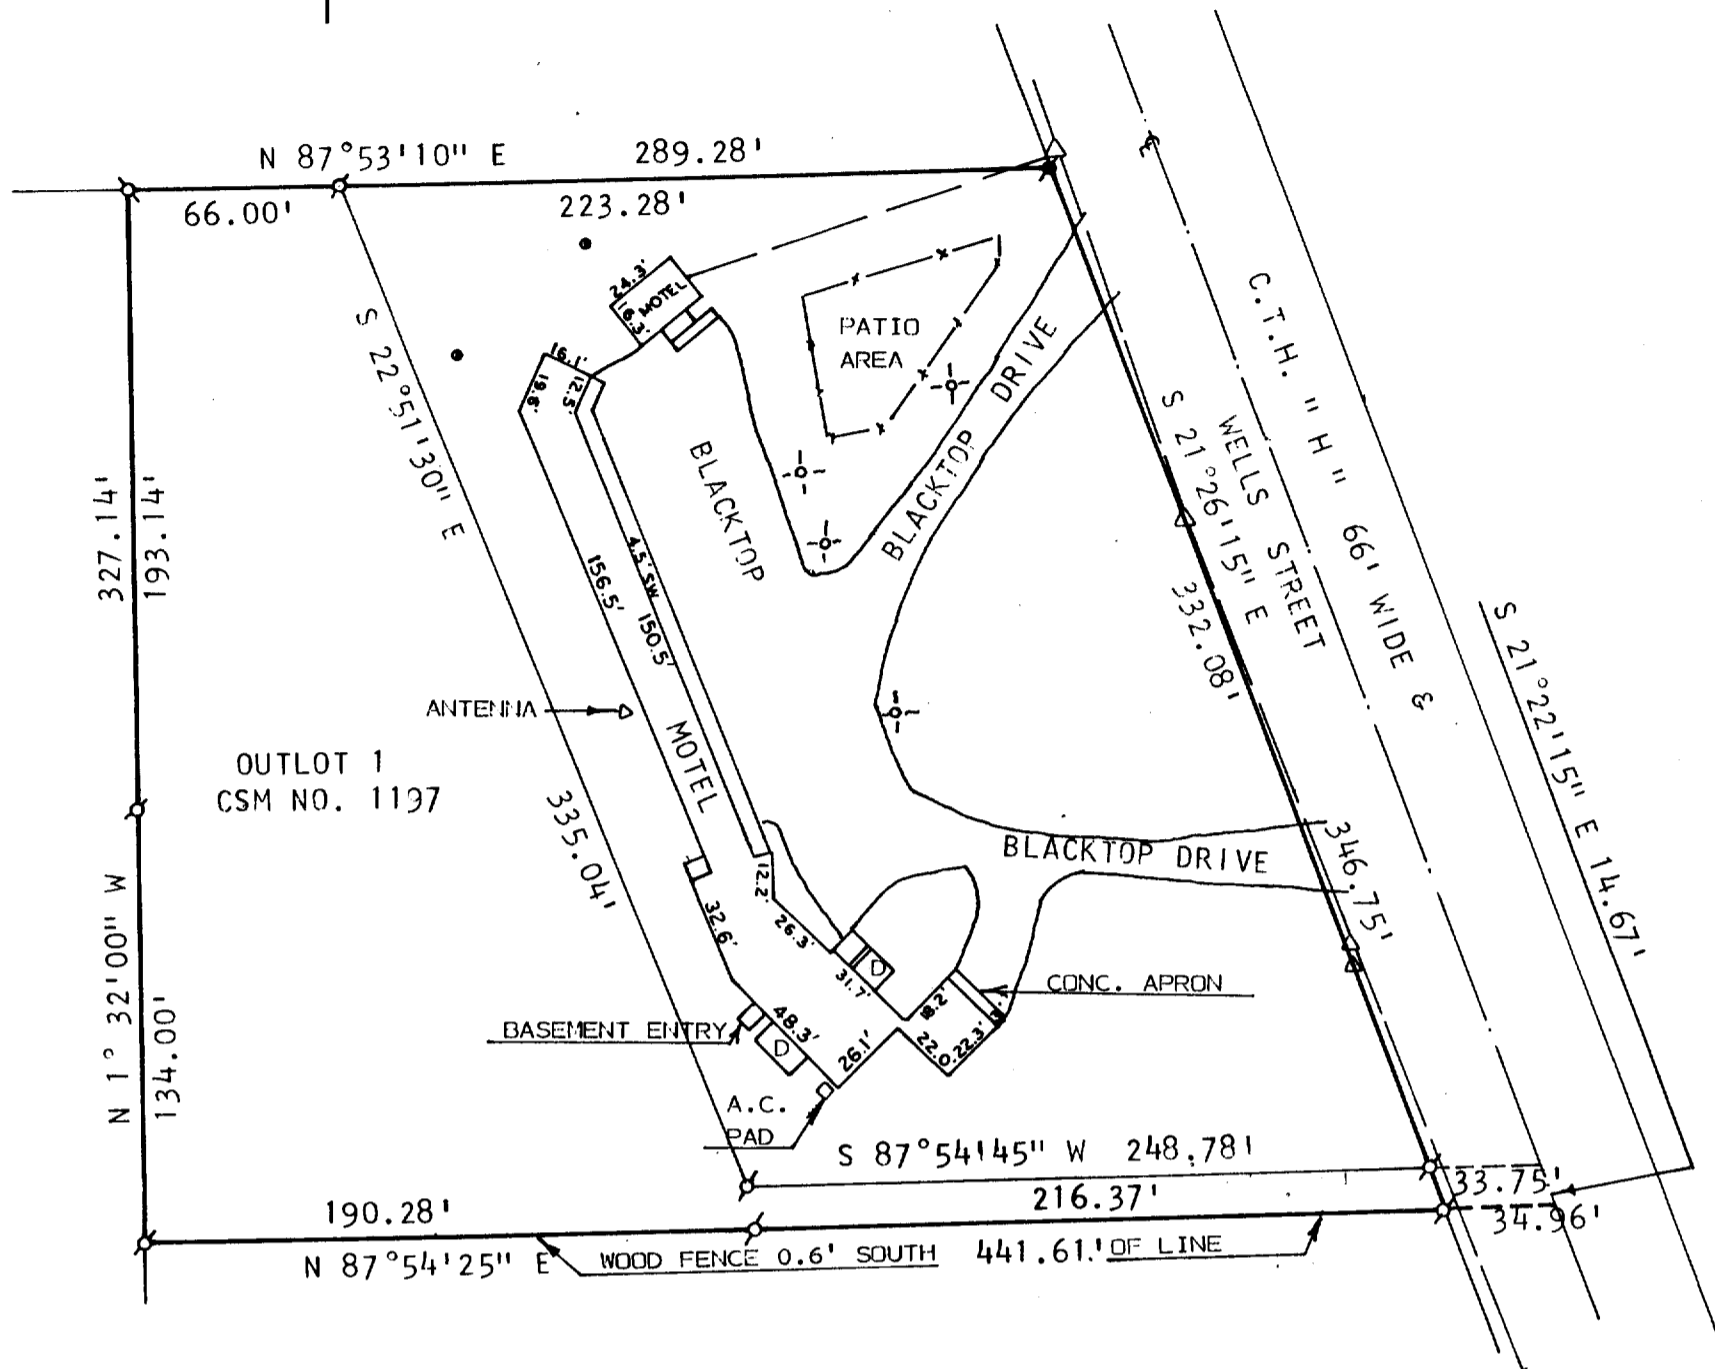 N 87°53'10" E 289.28'
66.00' 223.28'
S 22°51'30" E
335.04'
327.14'
193.14'
N 1° 32'00" W
134.00'
OUTLOT 1
CSM NO. 1197
24.3'
16.3'
MOTEL
16.1'
19.8'
12.5'
156.5'
4.5' SW 150.5'
MOTEL
ANTENNA
BLACKTOP
PATIO
AREA
BLACKTOP DRIVE
C.T.H. "H" 66' WIDE &
WELLS STREET
S 21°26'15" E
332.08'
346.75'
S 21°22'15" E 14.67'
BLACKTOP DRIVE
12.2'
26.3'
32.6'
31.7'
D
48.3'
D
26.1'
18.2'
22.0'
22.3'
CONC. APRON
BASEMENT ENTRY
A.C.
PAD
S 87°54'45" W 248.78'
33.75'
190.28' 216.37'
34.96'
N 87°54'25" E WOOD FENCE 0.6' SOUTH 441.61' OF LINE